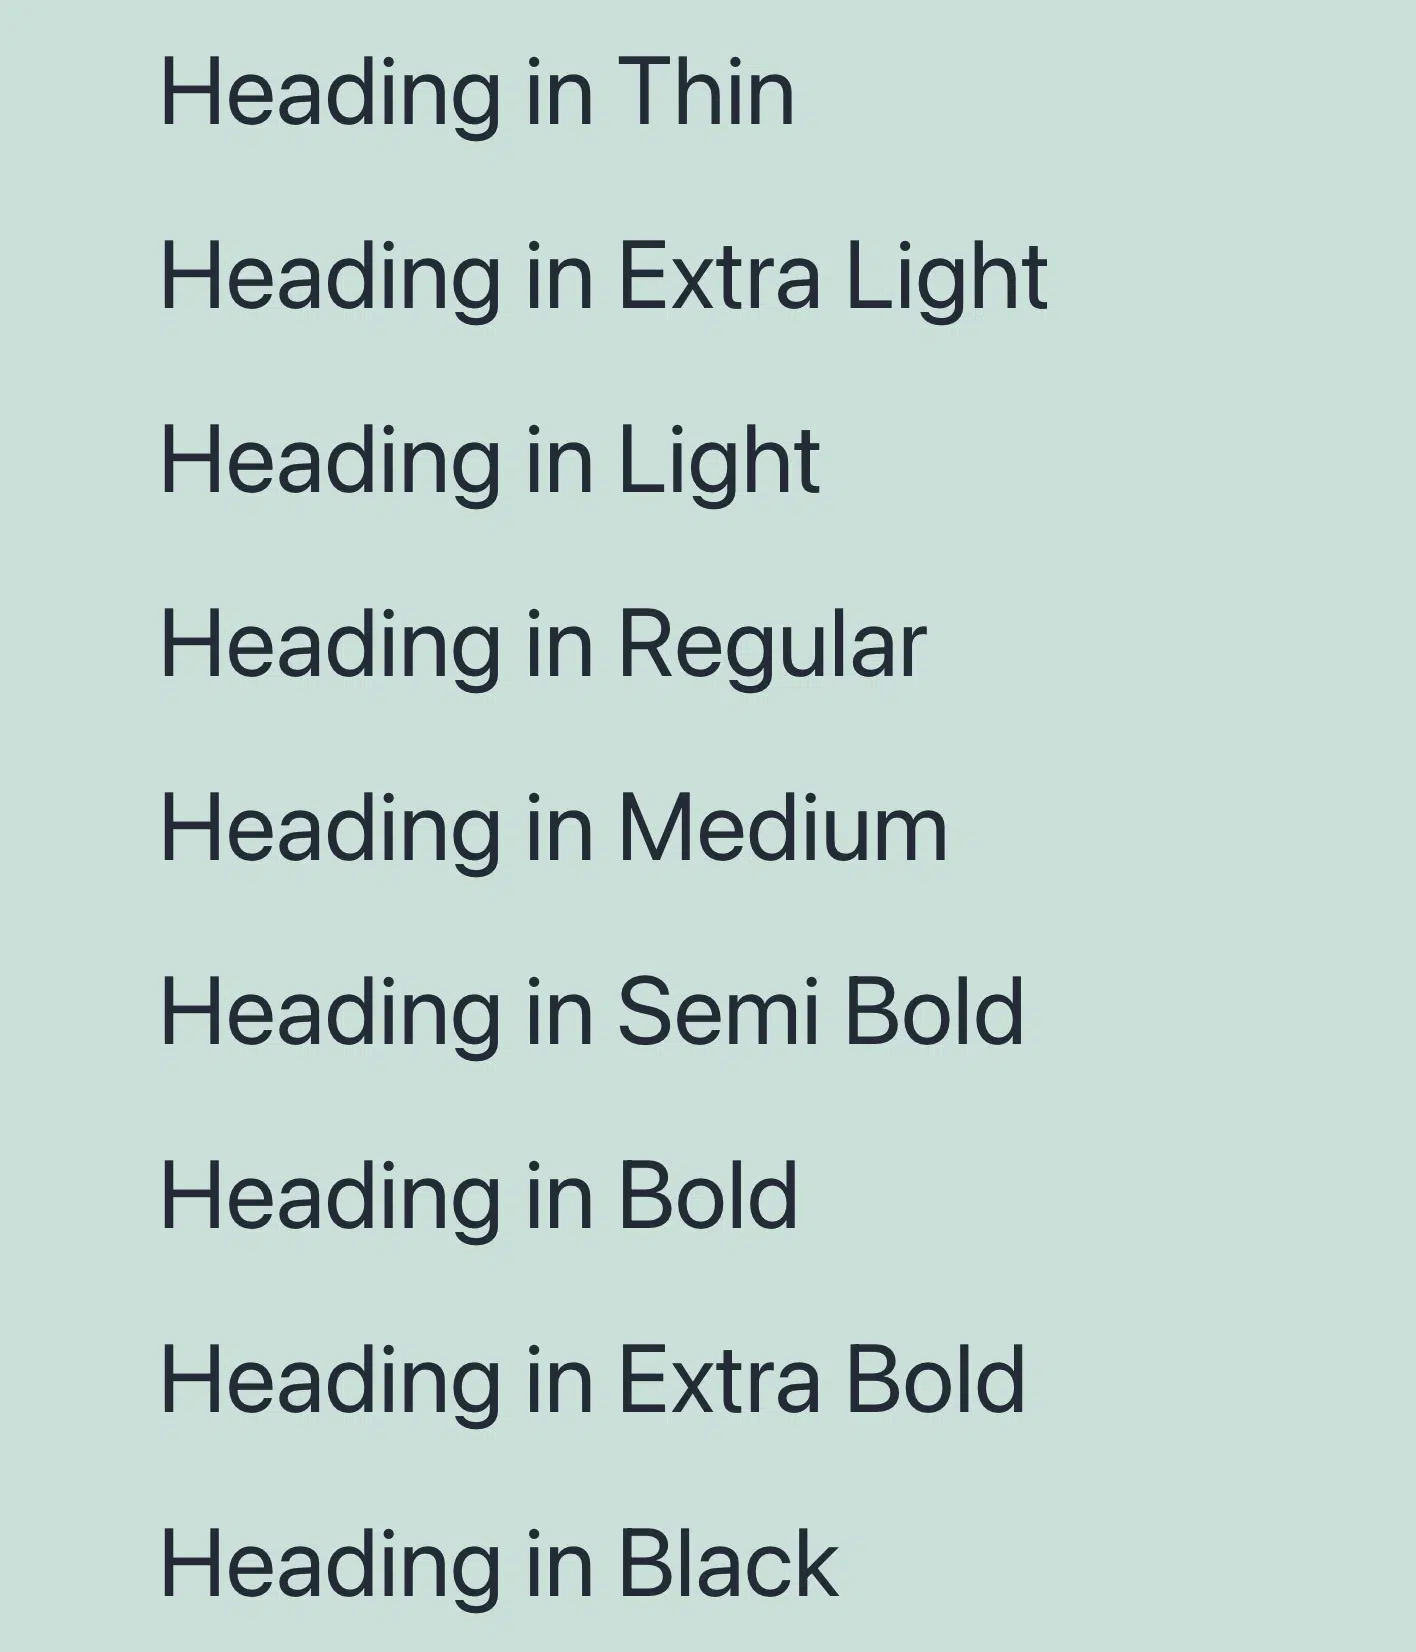 Heading in Thin
Heading in Extra Light
Heading in Light
Heading in Regular
Heading in Medium
Heading in Semi Bold
Heading in Bold
Heading in Extra Bold
Heading in Black